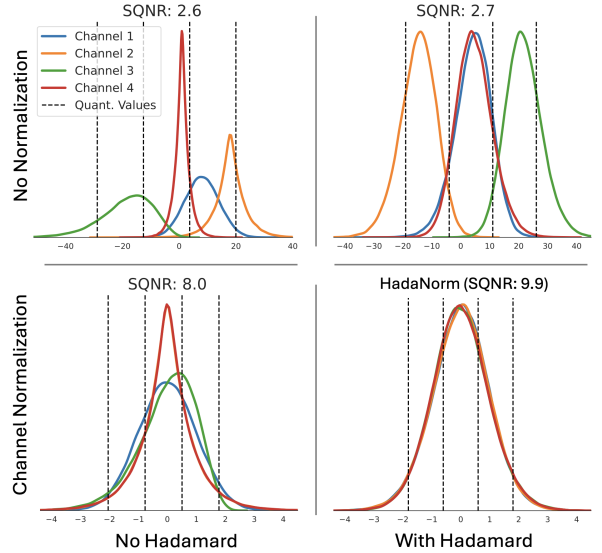 SQNR: 2.6
SQNR: 2.7
Channel 1
Channel 2
Channel 3
Channel 4
Quant. Values
No Normalization
−40 −20 0 20 40
−40 −30 −20 −10 0 10 20 30 40
SQNR: 8.0
HadaNorm (SQNR: 9.9)
Channel Normalization
−4 −3 −2 −1 0 1 2 3 4
−4 −3 −2 −1 0 1 2 3 4
No Hadamard
With Hadamard